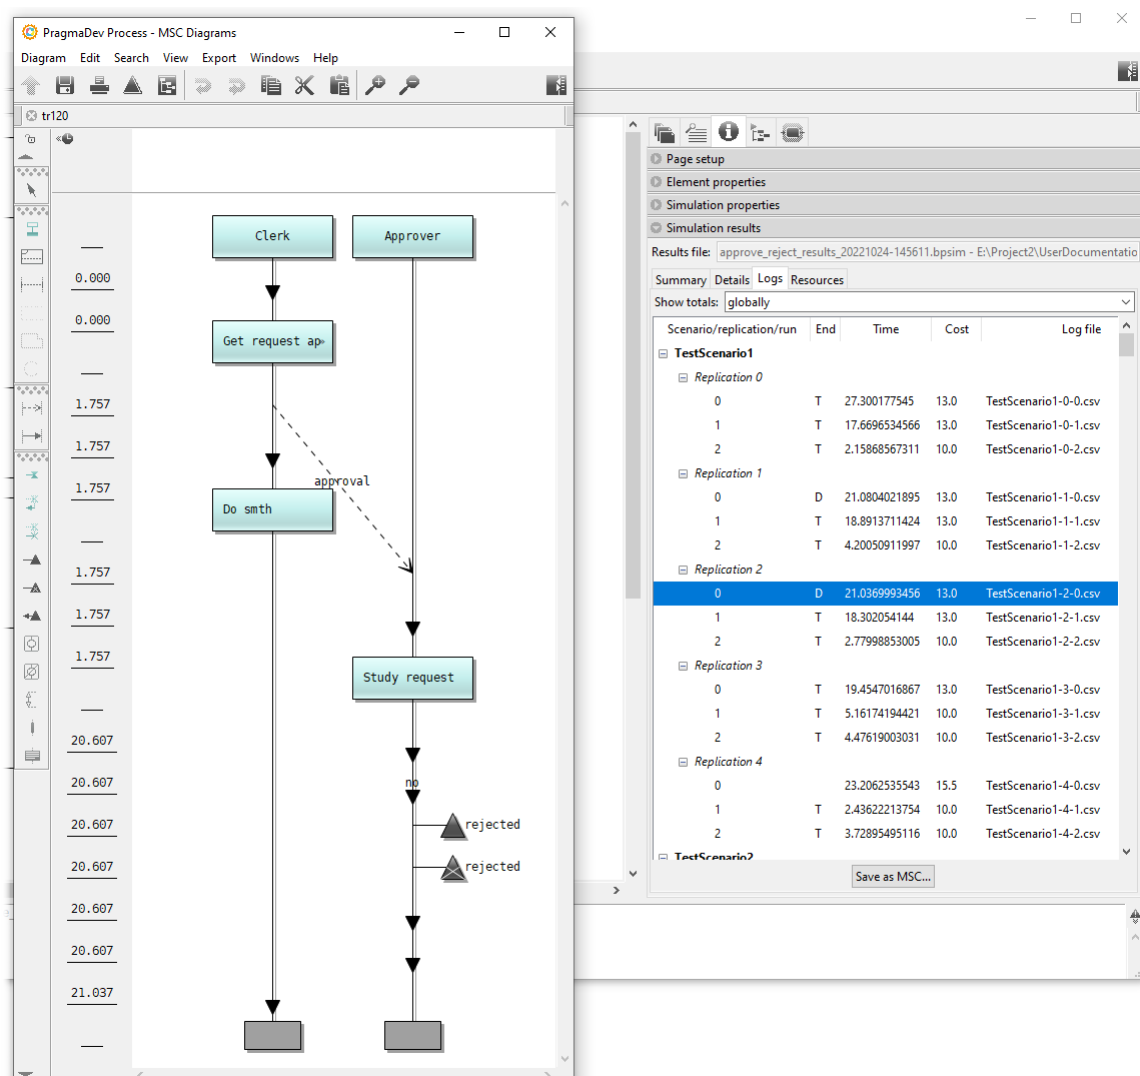 PragmaDev Process - MSC Diagrams
Diagram Edit Search View Export Windows Help
tr120
Clerk
Approver
0.000
0.000
Get request ap
1.757
1.757
approval
1.757
Do smth
1.757
1.757
1.757
Study request
20.607
20.607
no
20.607
rejected
20.607
rejected
20.607
20.607
21.037
Page setup
Element properties
Simulation properties
Simulation results
Results file: approve_reject_results_20221024-145611.bpsim - E:\Project2\UserDocumentatio
Summary Details Logs Resources
Show totals: globally
Scenario/replication/run End Time Cost Log file
TestScenario1
Replication 0
0 T 27.300177545 13.0 TestScenario1-0-0.csv
1 T 17.6696534566 13.0 TestScenario1-0-1.csv
2 T 2.15868567311 10.0 TestScenario1-0-2.csv
Replication 1
0 D 21.0804021895 13.0 TestScenario1-1-0.csv
1 T 18.8913711424 13.0 TestScenario1-1-1.csv
2 T 4.20050911997 10.0 TestScenario1-1-2.csv
Replication 2
0 D 21.0369993456 13.0 TestScenario1-2-0.csv
1 T 18.302054144 13.0 TestScenario1-2-1.csv
2 T 2.77998853005 10.0 TestScenario1-2-2.csv
Replication 3
0 T 19.4547016867 13.0 TestScenario1-3-0.csv
1 T 5.16174194421 10.0 TestScenario1-3-1.csv
2 T 4.47619003031 10.0 TestScenario1-3-2.csv
Replication 4
0 23.2062535543 15.5 TestScenario1-4-0.csv
1 T 2.43622213754 10.0 TestScenario1-4-1.csv
2 T 3.72895495116 10.0 TestScenario1-4-2.csv
TestScenario2
Save as MSC...